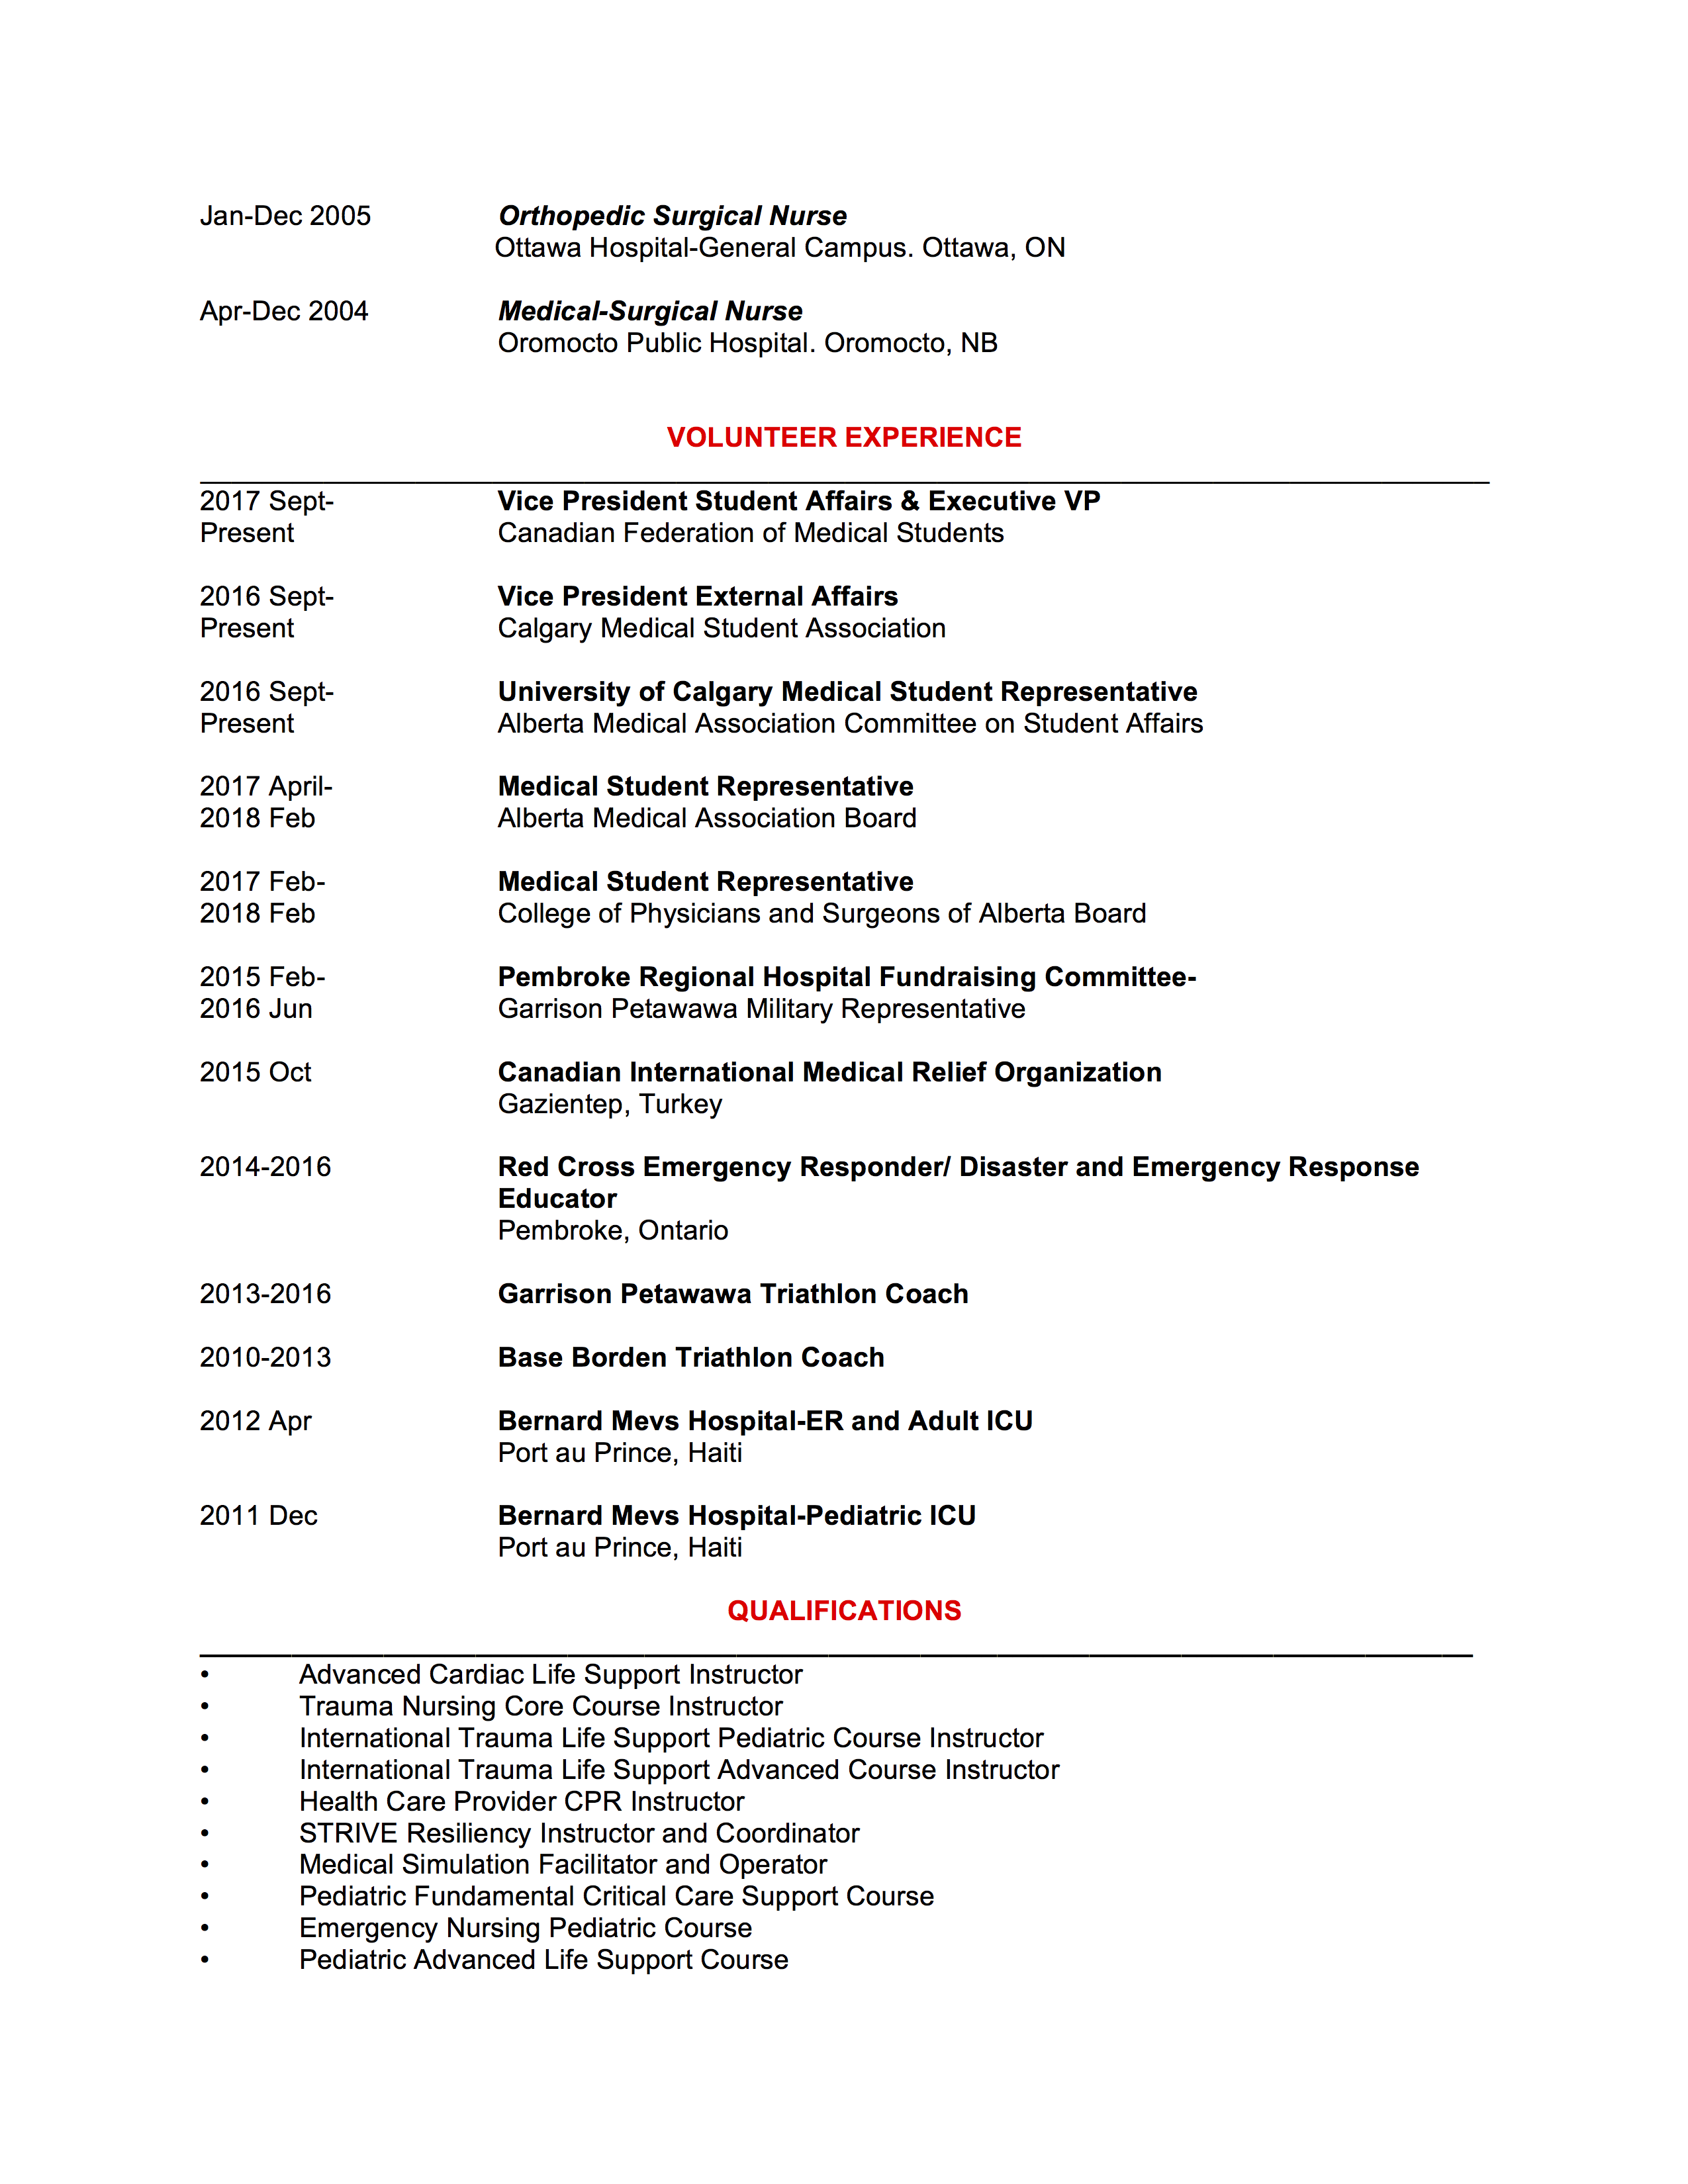 Jan-Dec 2005 Orthopedic Surgical Nurse
Ottawa Hospital-General Campus. Ottawa, ON
Apr-Dec 2004 Medical-Surgical Nurse
Oromocto Public Hospital. Oromocto, NB
VOLUNTEER EXPERIENCE
2017 Sept- Vice President Student Affairs & Executive VP
Present Canadian Federation of Medical Students
2016 Sept- Vice President External Affairs
Present Calgary Medical Student Association
2016 Sept- University of Calgary Medical Student Representative
Present Alberta Medical Association Committee on Student Affairs
2017 April- Medical Student Representative
2018 Feb Alberta Medical Association Board
2017 Feb- Medical Student Representative
2018 Feb College of Physicians and Surgeons of Alberta Board
2015 Feb- Pembroke Regional Hospital Fundraising Committee-
2016 Jun Garrison Petawawa Military Representative
2015 Oct Canadian International Medical Relief Organization
Gazientep, Turkey
2014-2016 Red Cross Emergency Responder/ Disaster and Emergency Response
Educator
Pembroke, Ontario
2013-2016 Garrison Petawawa Triathlon Coach
2010-2013 Base Borden Triathlon Coach
2012 Apr Bernard Mevs Hospital-ER and Adult ICU
Port au Prince, Haiti
2011 Dec Bernard Mevs Hospital-Pediatric ICU
Port au Prince, Haiti
QUALIFICATIONS
• Advanced Cardiac Life Support Instructor
• Trauma Nursing Core Course Instructor
• International Trauma Life Support Pediatric Course Instructor
• International Trauma Life Support Advanced Course Instructor
• Health Care Provider CPR Instructor
• STRIVE Resiliency Instructor and Coordinator
• Medical Simulation Facilitator and Operator
• Pediatric Fundamental Critical Care Support Course
• Emergency Nursing Pediatric Course
• Pediatric Advanced Life Support Course